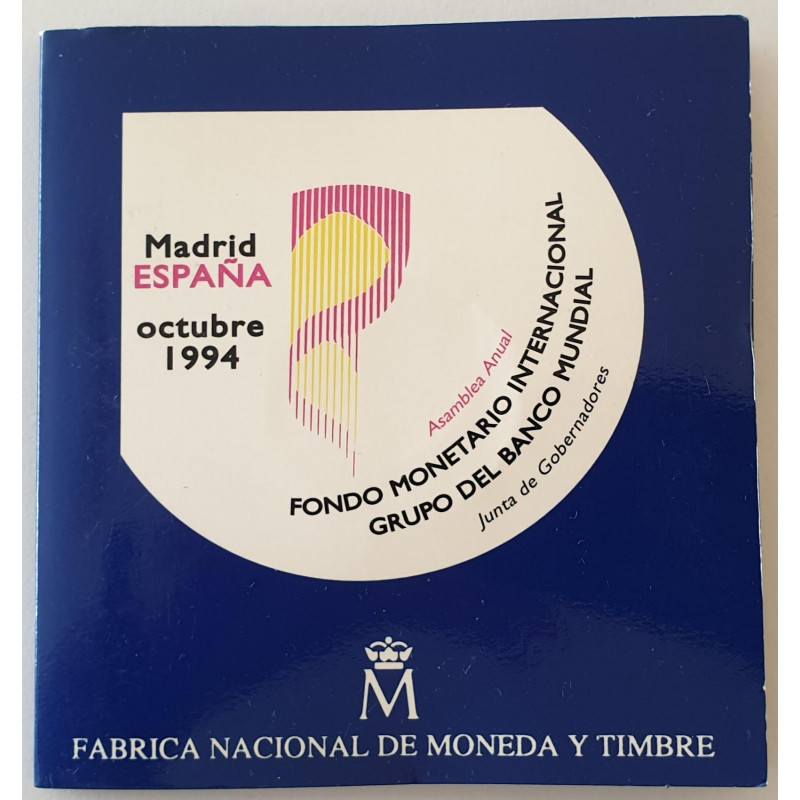 Madrid
ESPAÑA
octubre
1994
Asamblea Anual
FONDO MONETARIO INTERNACIONAL
GRUPO DEL BANCO MUNDIAL
Junta de Gobernadores
M
FABRICA NACIONAL DE MONEDA Y TIMBRE